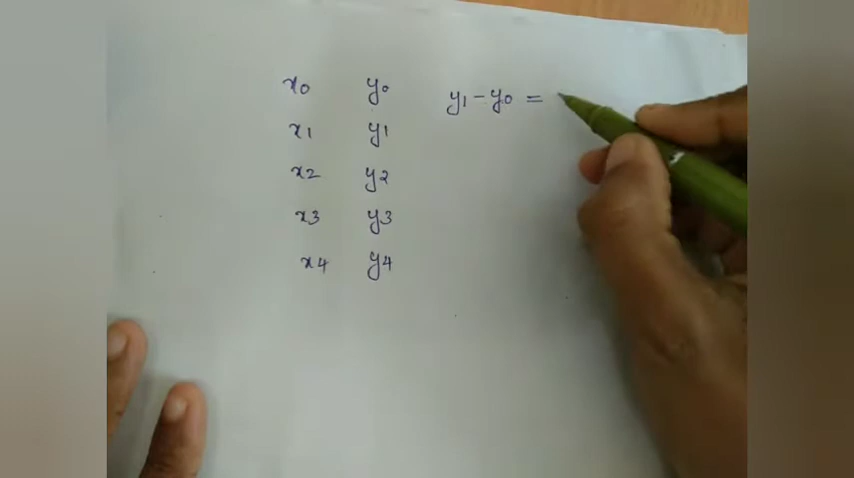 x0 y0 y1 - y0 =
x1 y1
x2 y2
x3 y3
x4 y4